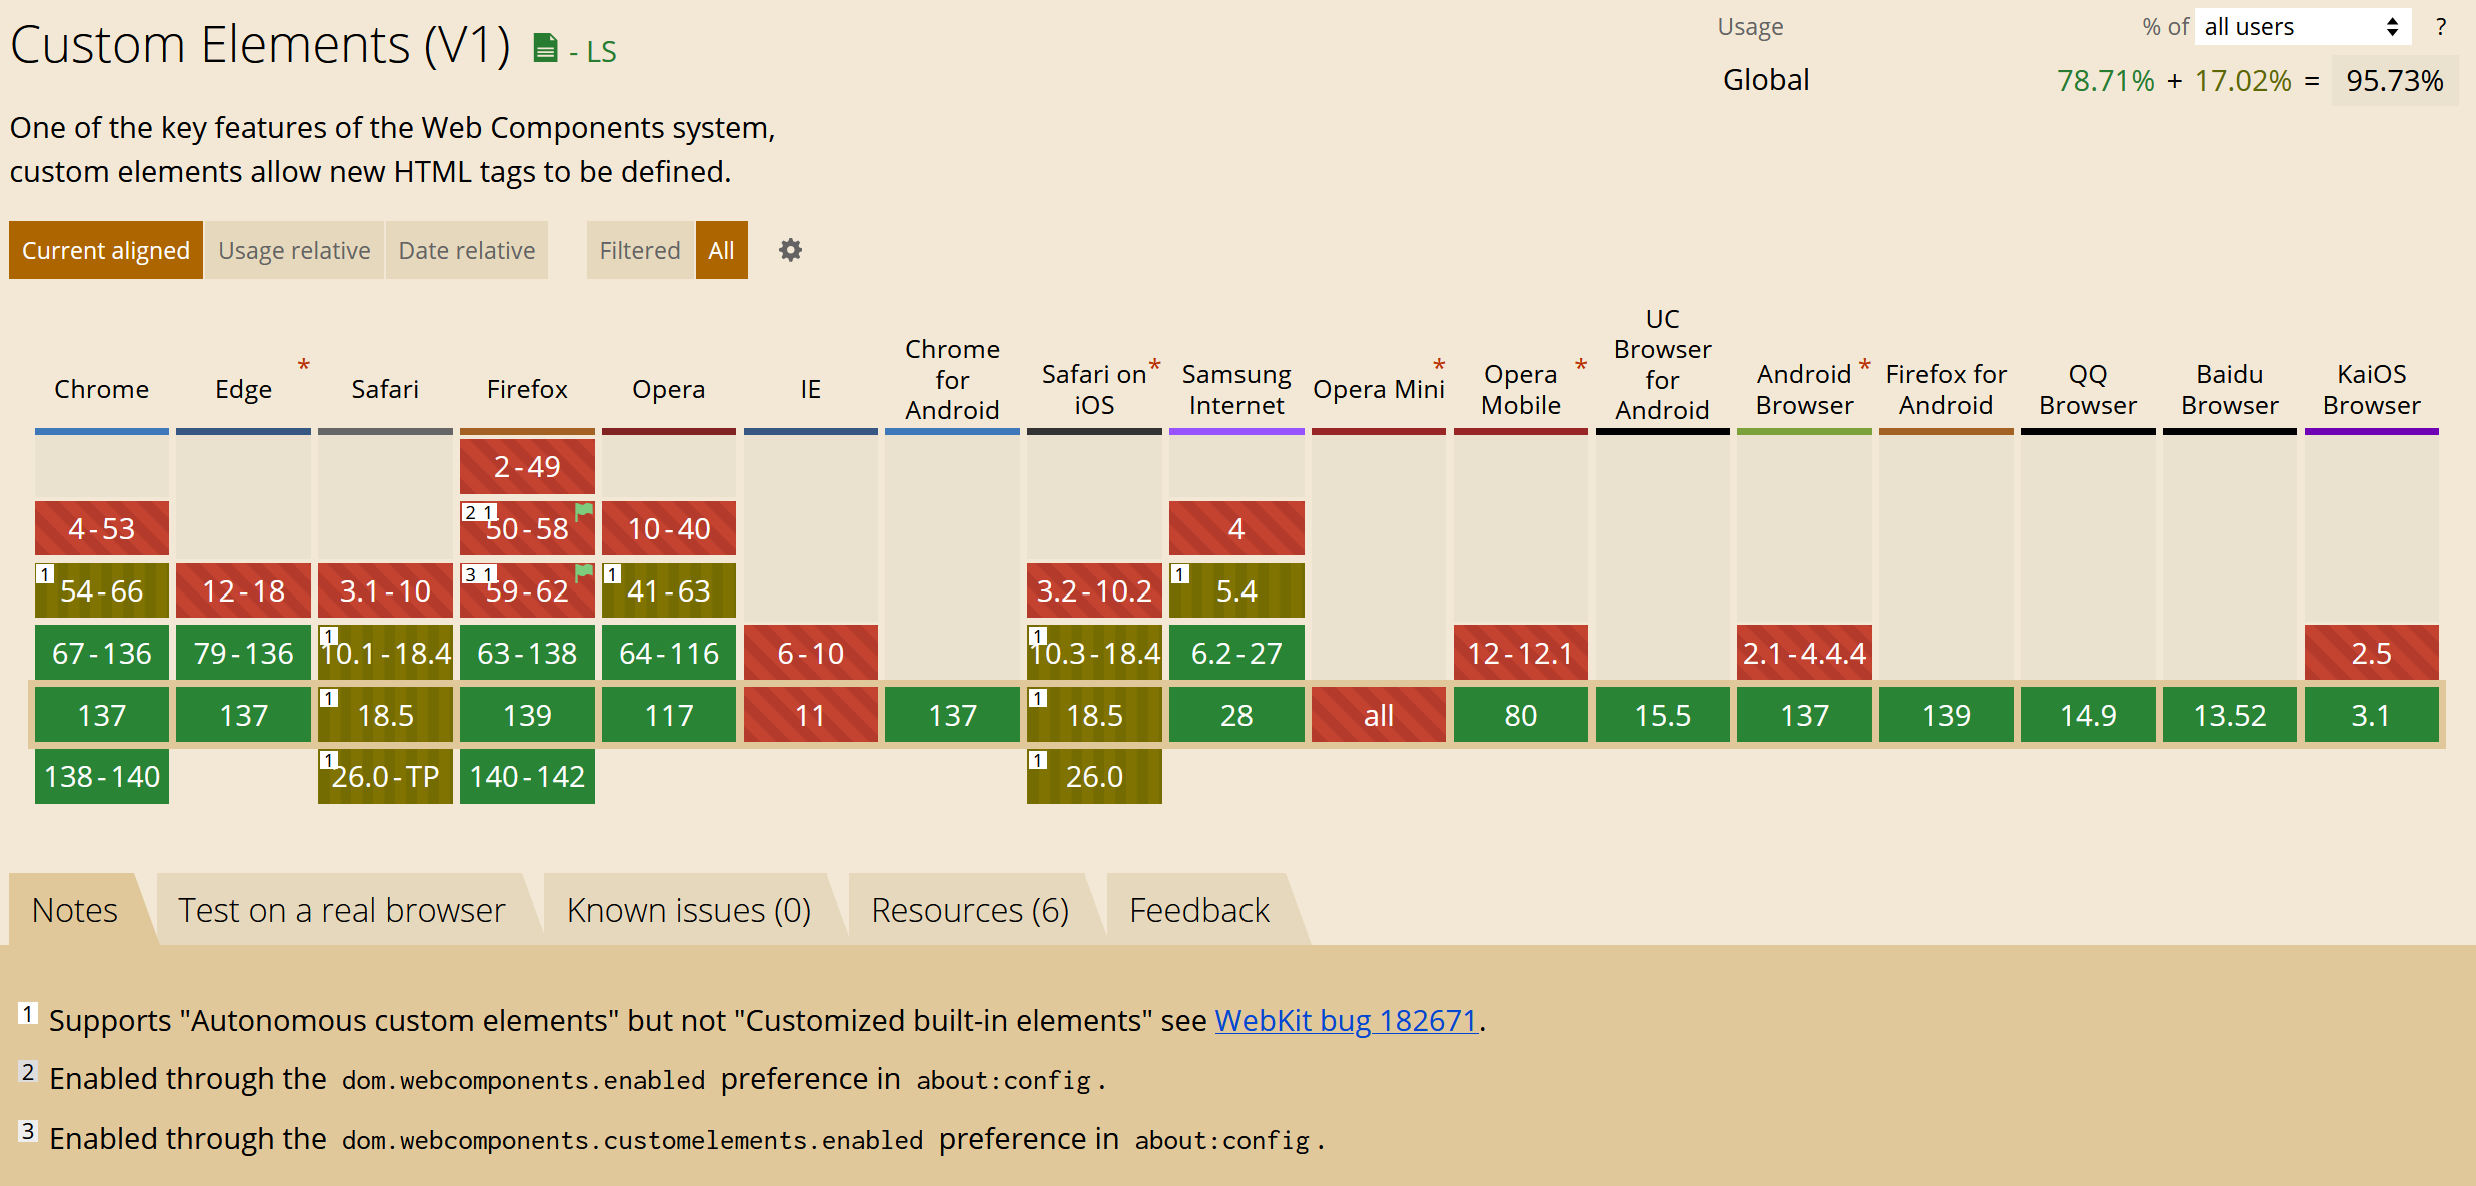 Custom Elements (V1) - LS
Usage % of all users ?
Global 78.71% + 17.02% = 95.73%
One of the key features of the Web Components system,
custom elements allow new HTML tags to be defined.
Current aligned Usage relative Date relative Filtered All
Chrome
Edge *
Safari
Firefox
Opera
IE
Chrome
for
Android
Safari on *
iOS
Samsung
Internet
Opera Mini *
Opera *
Mobile
UC
Browser
for
Android
Android *
Browser
Firefox for
Android
QQ
Browser
Baidu
Browser
KaiOS
Browser
2-49
4-53 2 1 50-58 10-40 4
1 54-66 12-18 3.1-10 3 1 59-62 1 41-63 3.2-10.2 1 5.4
67-136 79-136 1 10.1-18.4 63-138 64-116 6-10 1 10.3-18.4 6.2-27 12-12.1 2.1-4.4.4 2.5
137 137 1 18.5 139 117 11 137 1 18.5 28 all 80 15.5 137 139 14.9 13.52 3.1
138-140 1 26.0-TP 140-142 1 26.0
Notes Test on a real browser Known issues (0) Resources (6) Feedback
1 Supports "Autonomous custom elements" but not "Customized built-in elements" see WebKit bug 182671.
2 Enabled through the dom.webcomponents.enabled preference in about:config.
3 Enabled through the dom.webcomponents.customelements.enabled preference in about:config.